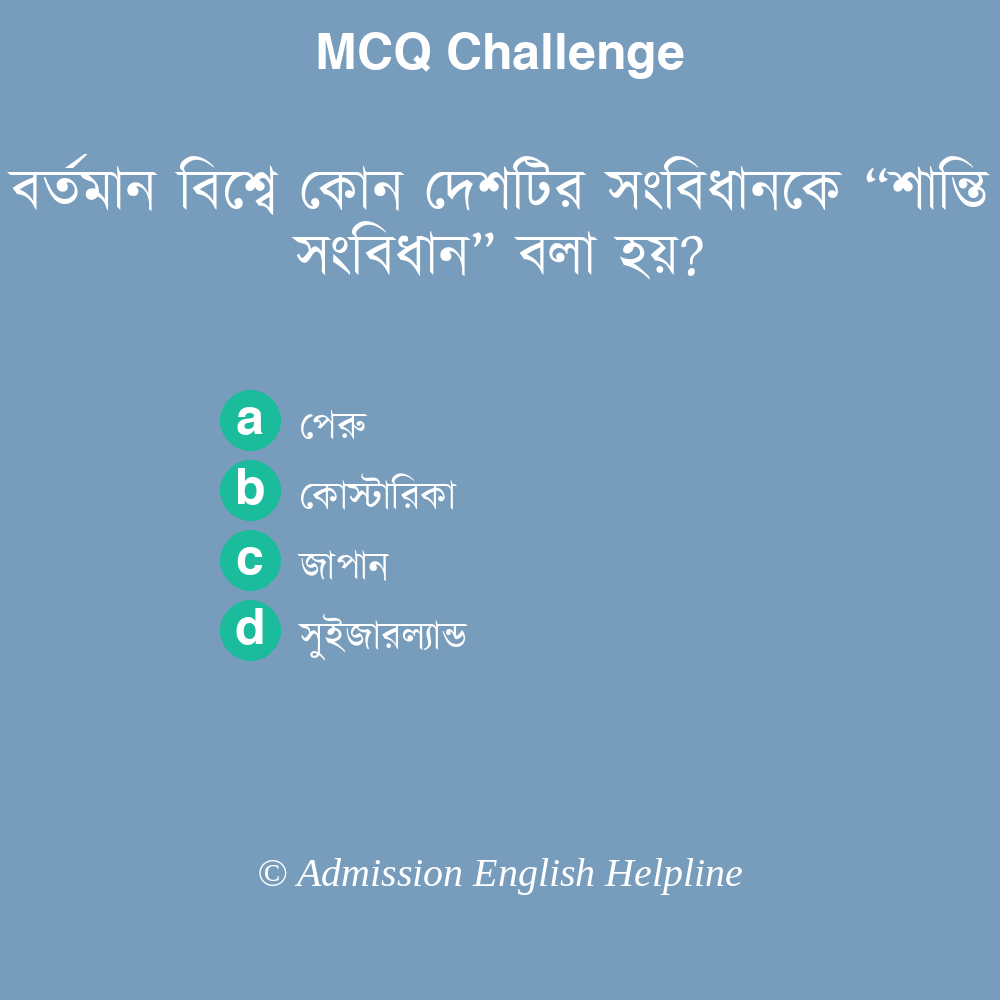 MCQ Challenge
বর্তমান বিশ্বে কোন দেশটির সংবিধানকে “শান্তি
সংবিধান” বলা হয়?
a পেরু
b কোস্টারিকা
c জাপান
d সুইজারল্যান্ড
© Admission English Helpline